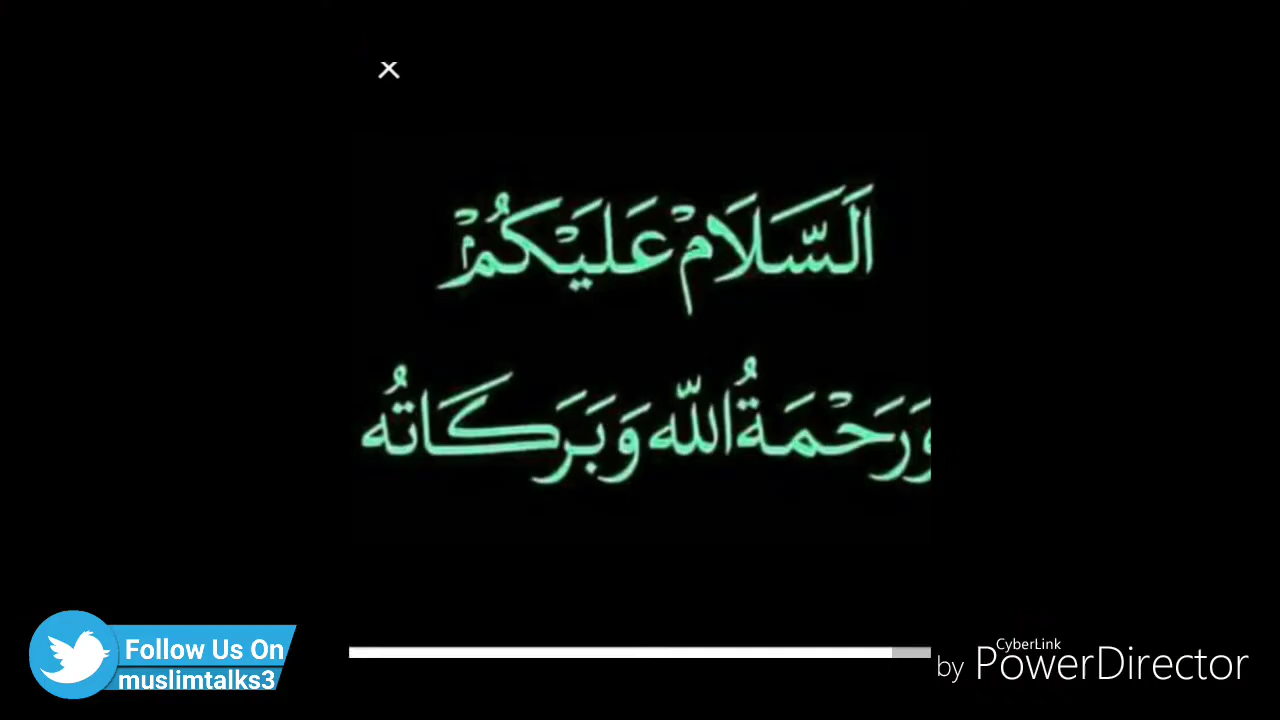 اَلسَّلَامْ عَلَيْكُمْ
وَرَحْمَةُ اللّٰه وَبَرَكَاتُه
Follow Us On
muslimtalks3
by CyberLink PowerDirector